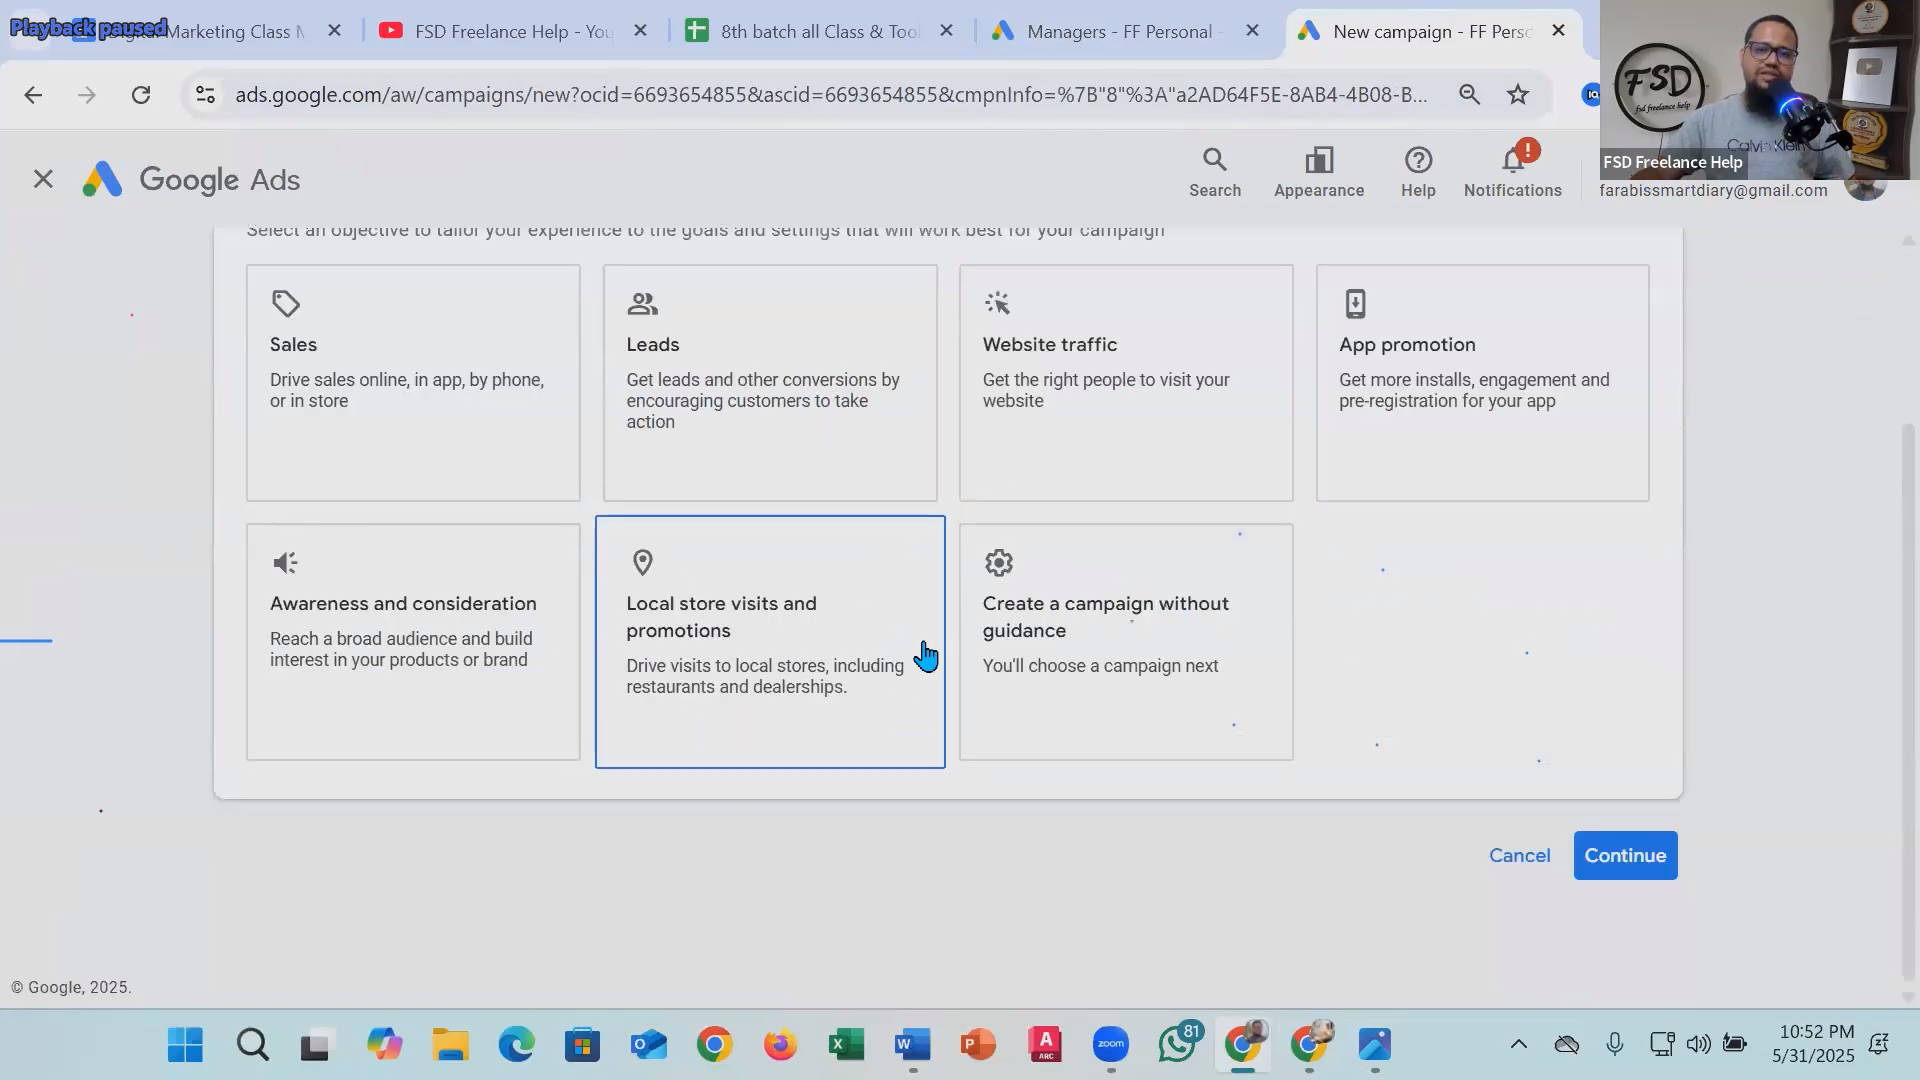 Playback paused
Digital Marketing Class M
FSD Freelance Help - You
8th batch all Class & Tool
Managers - FF Personal -
New campaign - FF Perso
ads.google.com/aw/campaigns/new?ocid=6693654855&ascid=6693654855&cmpnInfo=%7B"8"%3A"a2AD64F5E-8AB4-4B08-B...
FSD
fsd freelance help
Calvin Klein
FSD Freelance Help
Google Ads
Search
Appearance
Help
Notifications
farabissmartdiary@gmail.com
Select an objective to tailor your experience to the goals and settings that will work best for your campaign
Sales
Drive sales online, in app, by phone,
or in store
Leads
Get leads and other conversions by
encouraging customers to take
action
Website traffic
Get the right people to visit your
website
App promotion
Get more installs, engagement and
pre-registration for your app
Awareness and consideration
Reach a broad audience and build
interest in your products or brand
Local store visits and
promotions
Drive visits to local stores, including
restaurants and dealerships.
Create a campaign without
guidance
You'll choose a campaign next
Cancel
Continue
© Google, 2025.
zoom
ARC
81
10:52 PM
5/31/2025